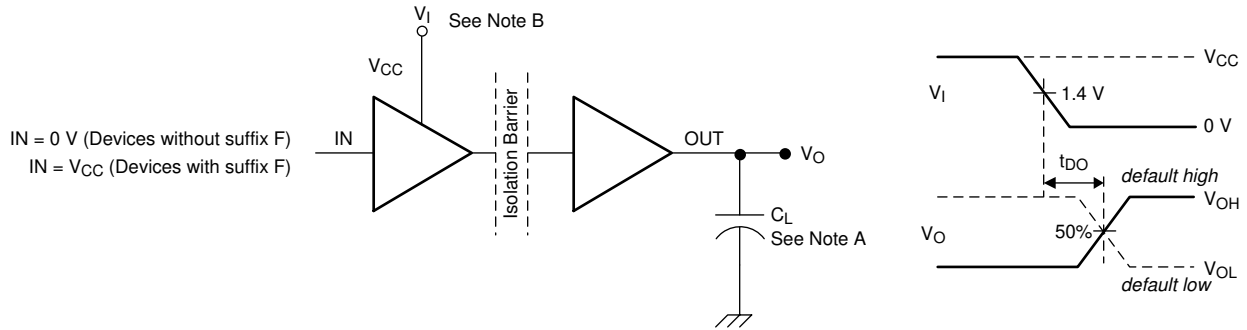 V_I
See Note B
V_CC
IN = 0 V (Devices without suffix F)
IN = V_CC (Devices with suffix F)
IN
Isolation Barrier
OUT
V_O
C_L
See Note A
V_CC
V_I
1.4 V
0 V
t_DO
default high
V_OH
50%
V_O
V_OL
default low